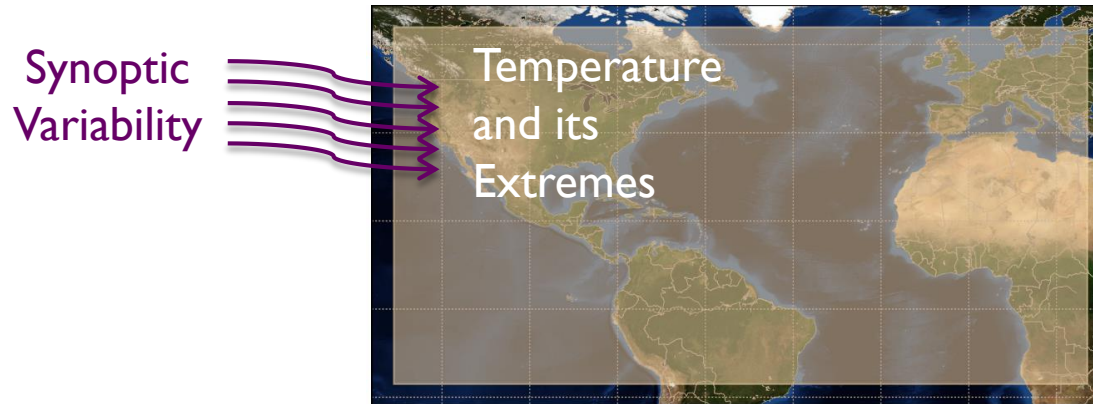 Synoptic
Variability
Temperature
and its
Extremes